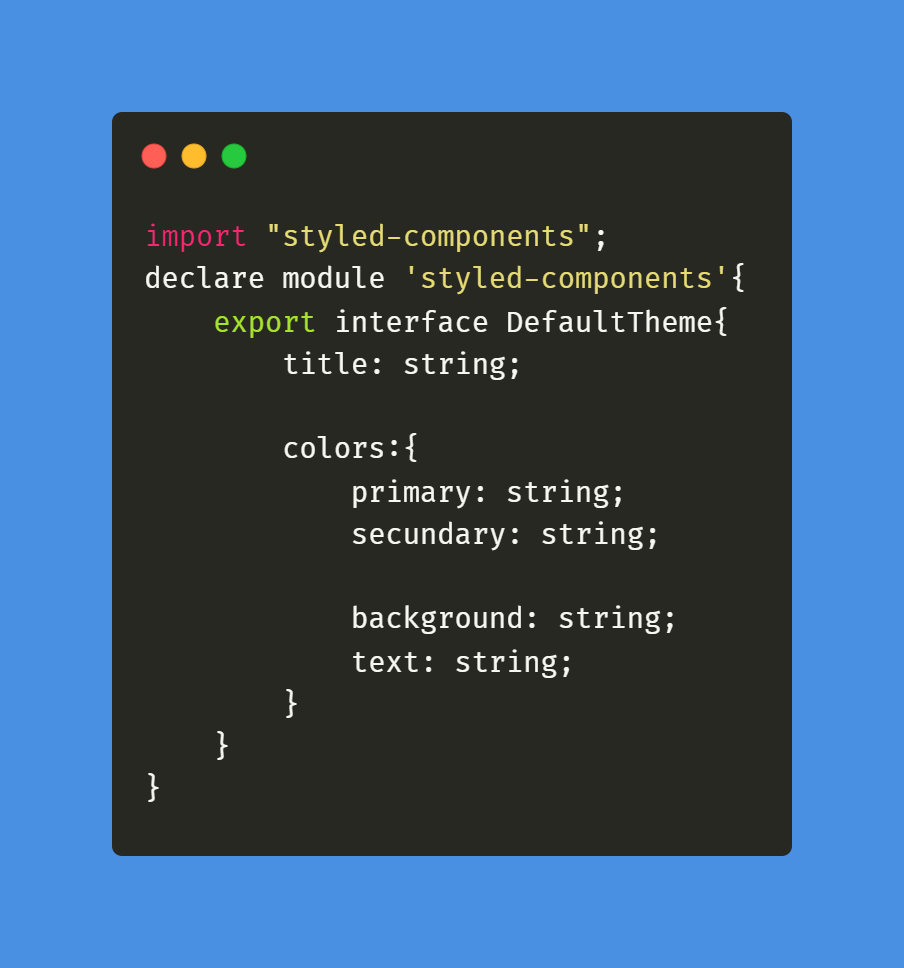 import "styled-components";
declare module 'styled-components'{
    export interface DefaultTheme{
        title: string;

        colors:{
            primary: string;
            secundary: string;

            background: string;
            text: string;
        }
    }
}